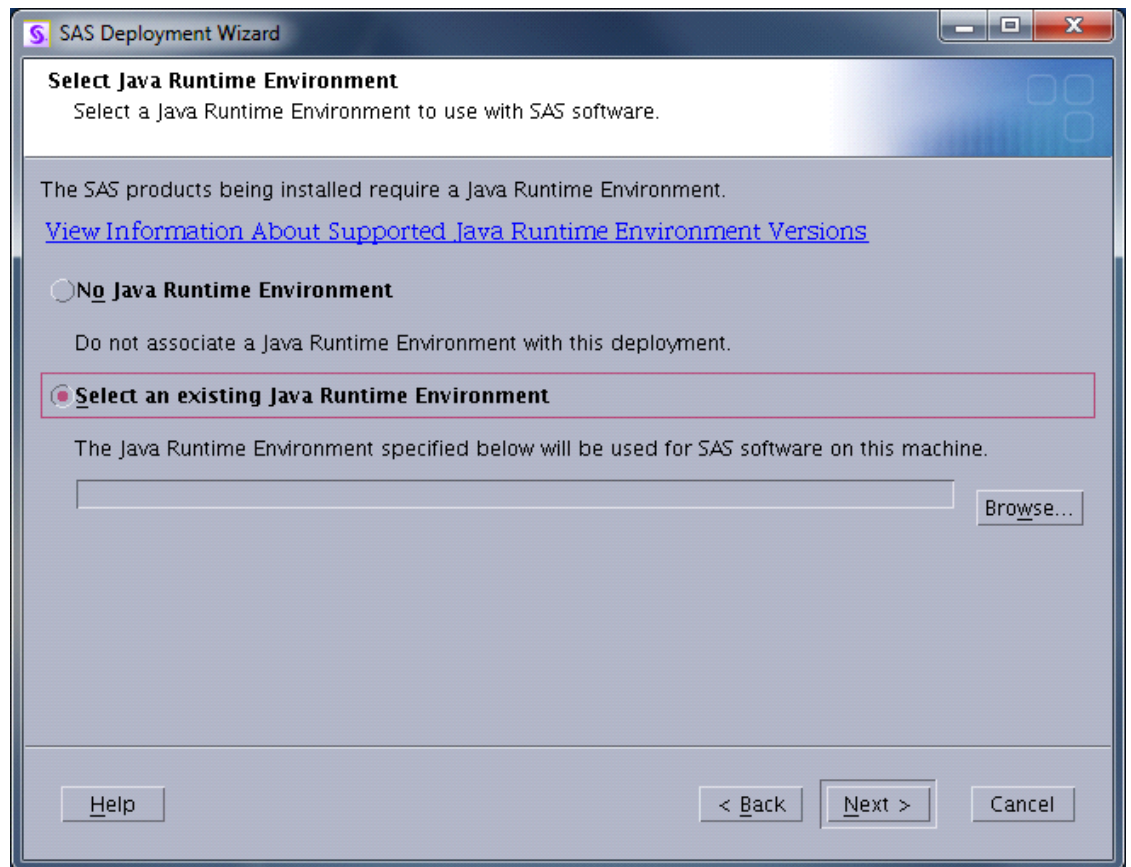 SAS Deployment Wizard
Select Java Runtime Environment
Select a Java Runtime Environment to use with SAS software.
The SAS products being installed require a Java Runtime Environment.
View Information About Supported Java Runtime Environment Versions
No Java Runtime Environment
Do not associate a Java Runtime Environment with this deployment.
Select an existing Java Runtime Environment
The Java Runtime Environment specified below will be used for SAS software on this machine.
Browse...
Help
< Back
Next >
Cancel